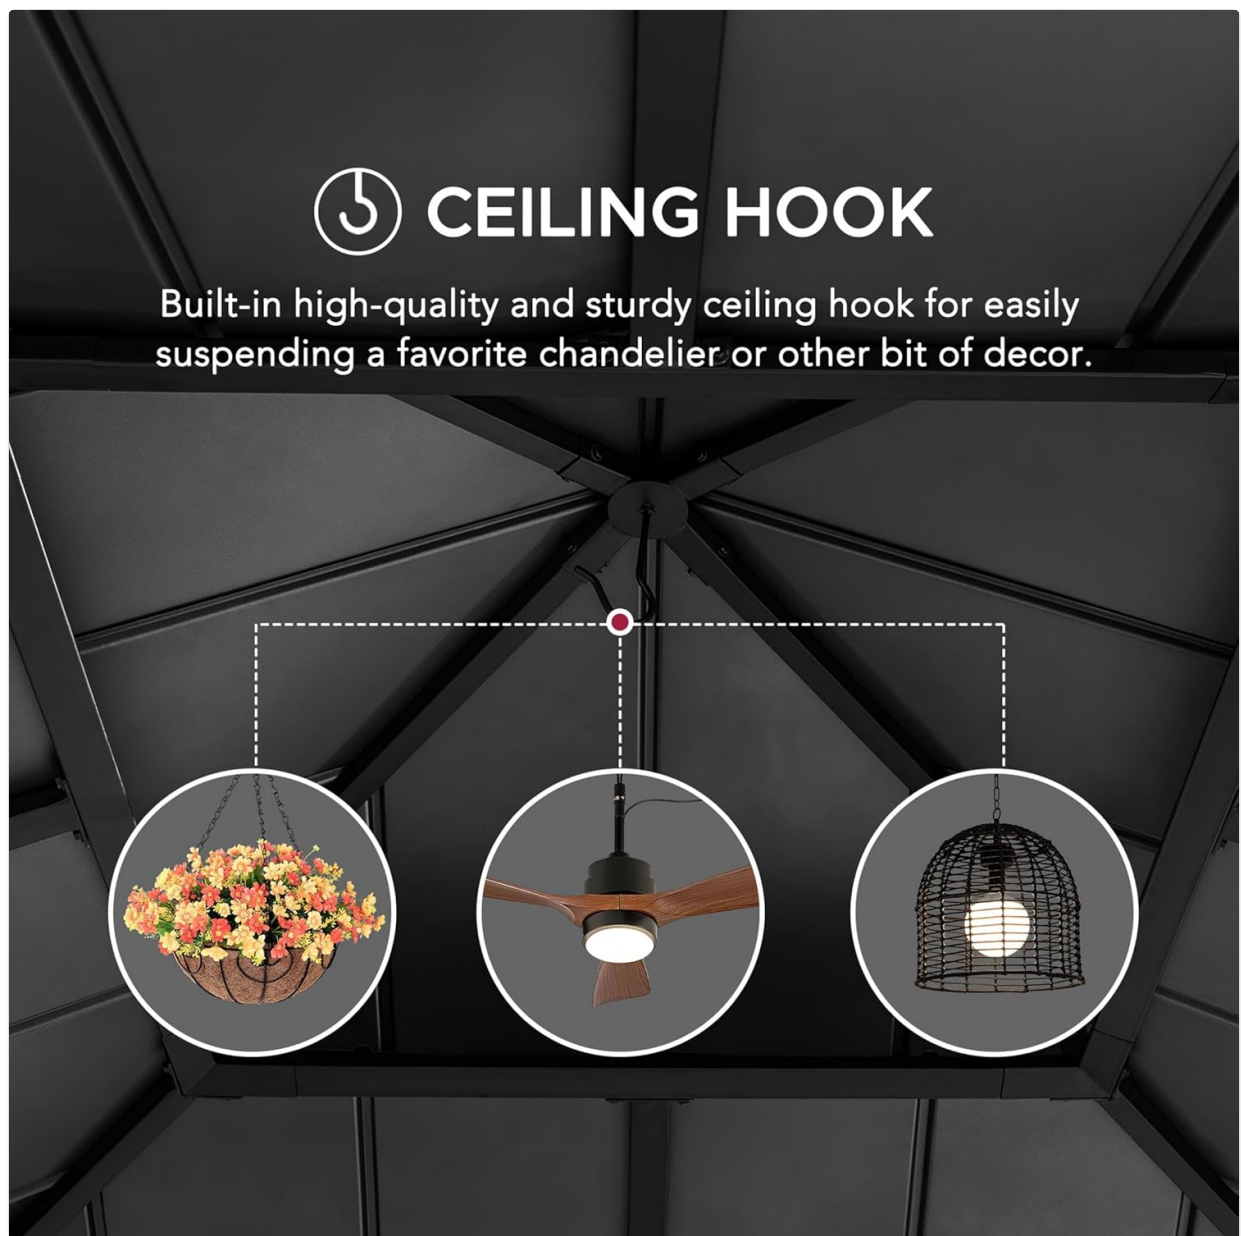 CEILING HOOK
Built-in high-quality and sturdy ceiling hook for easily
suspending a favorite chandelier or other bit of decor.